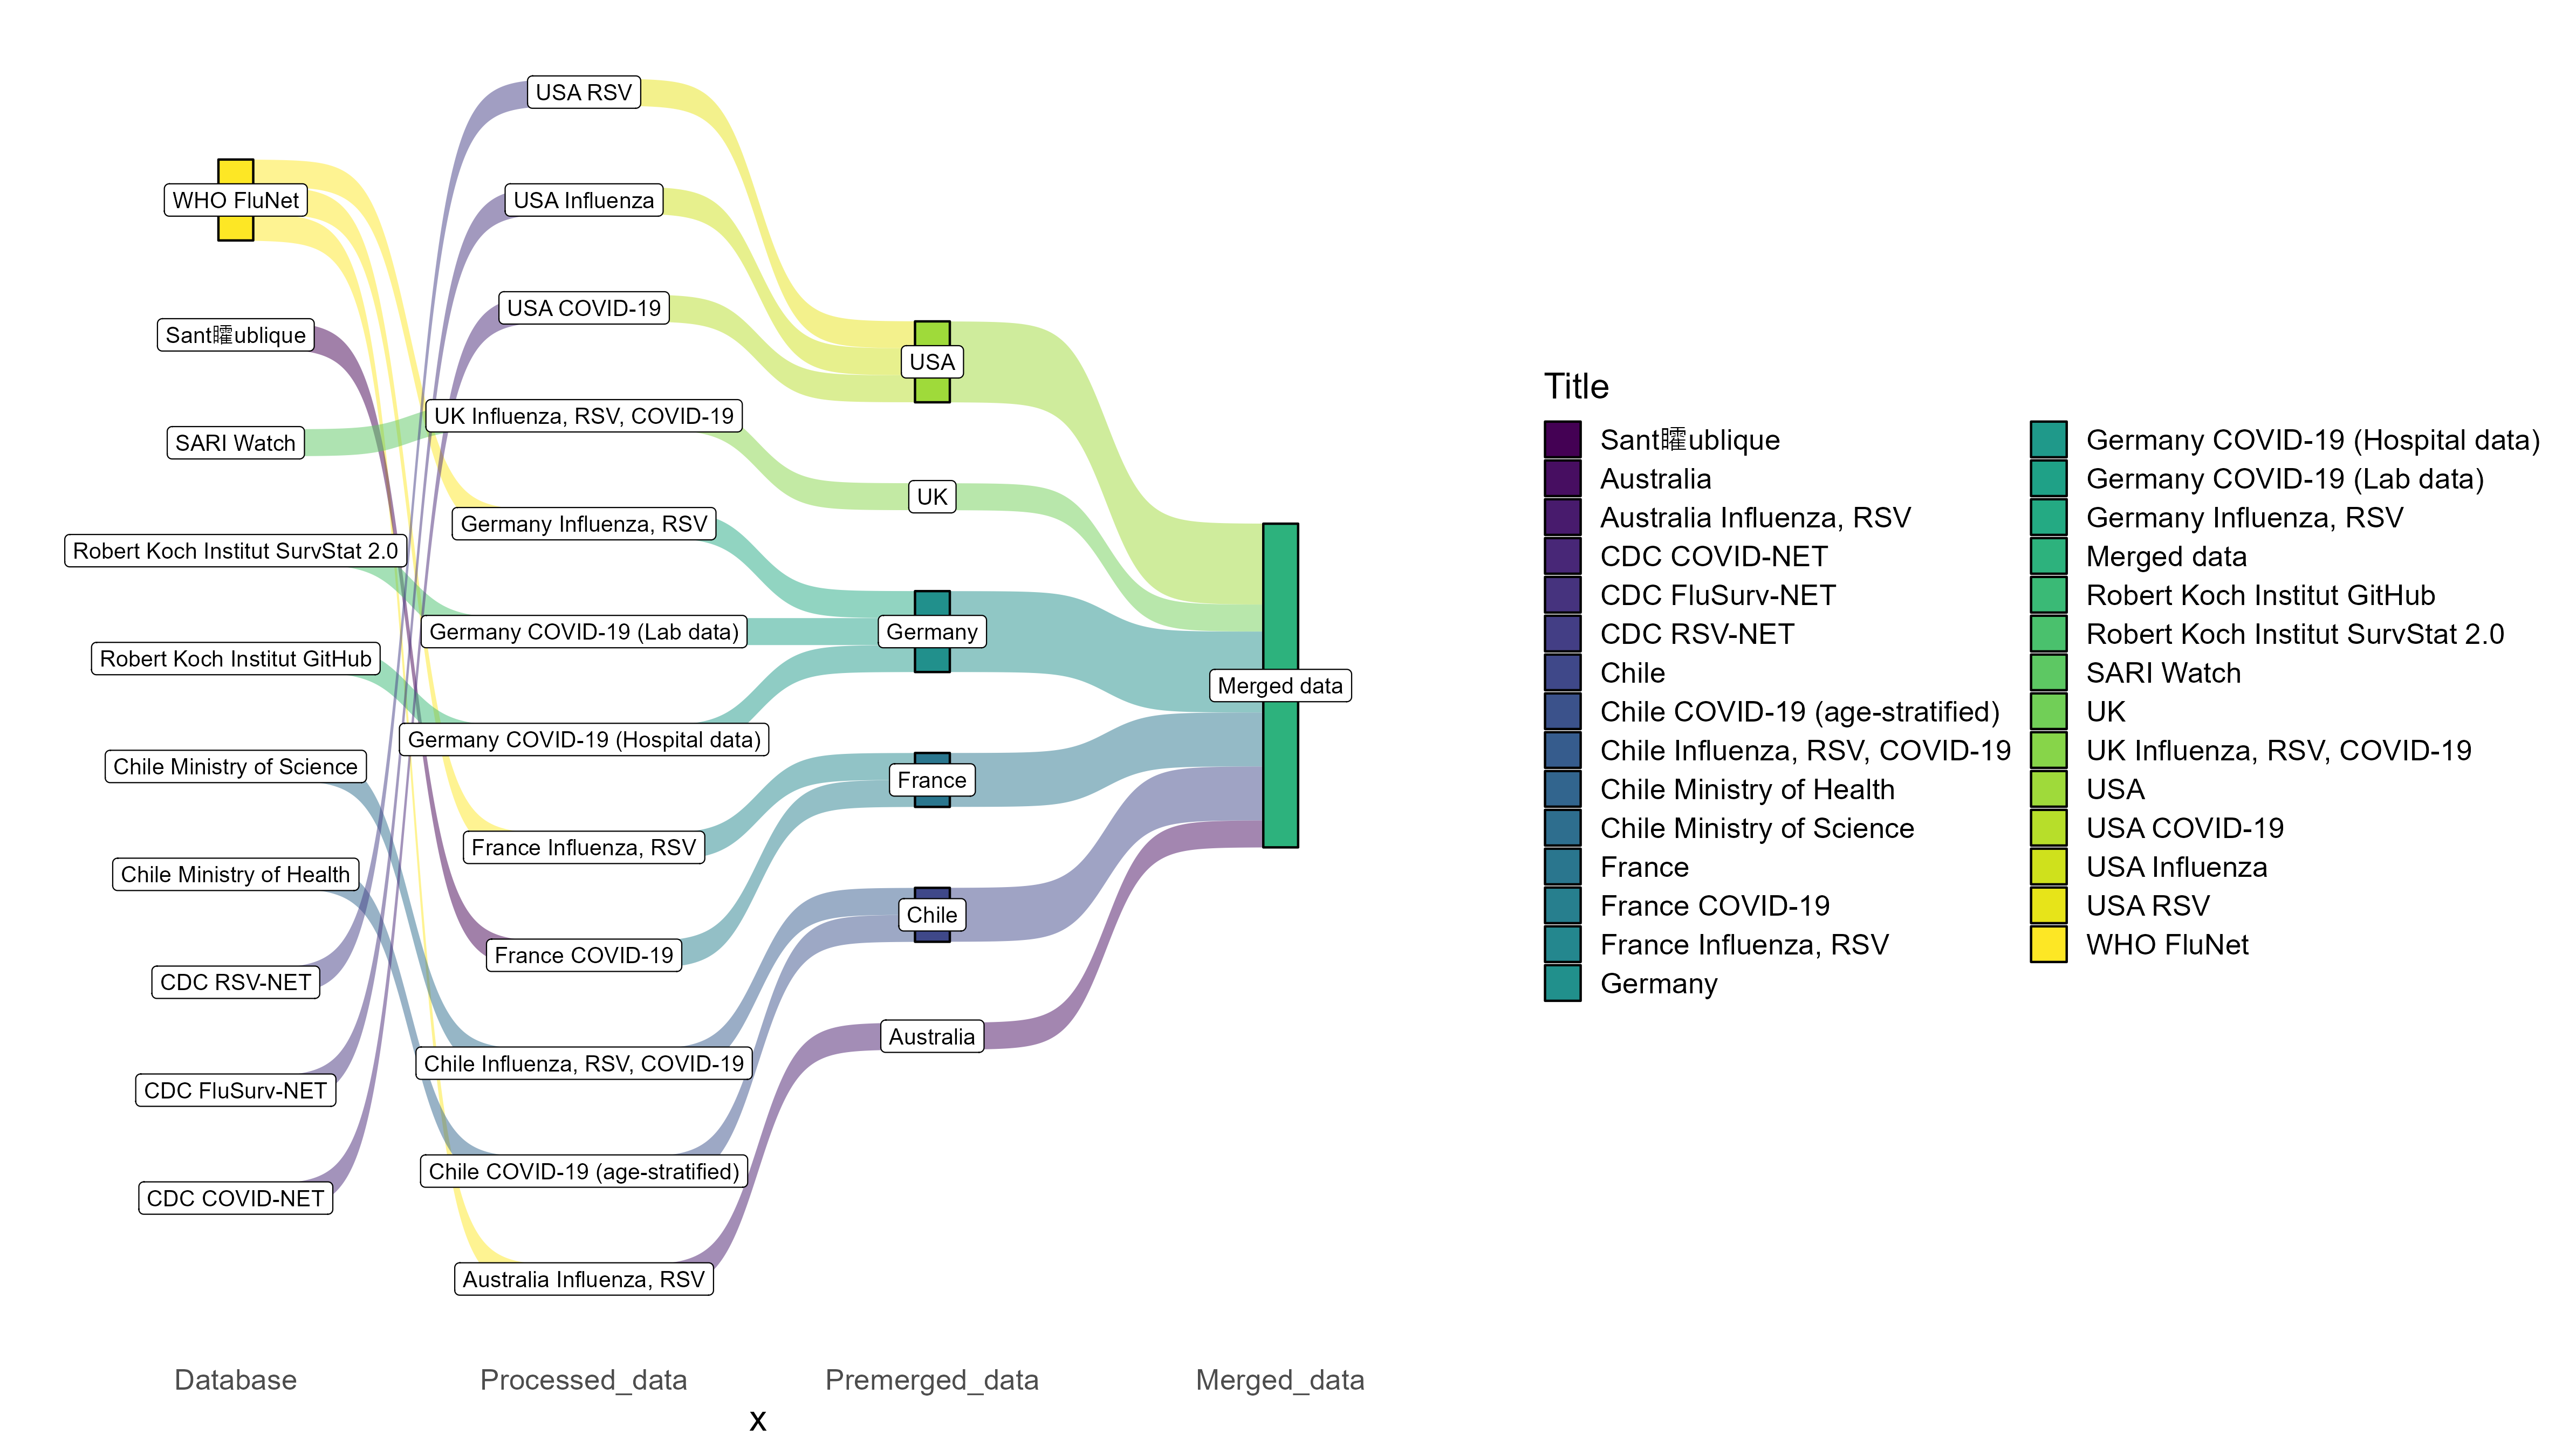 USA RSV
WHO FluNet
USA Influenza
USA COVID-19
Sant矐ublique
UK Influenza, RSV, COVID-19
SARI Watch
USA
UK
Germany Influenza, RSV
Robert Koch Institut SurvStat 2.0
Germany COVID-19 (Lab data)
Germany
Robert Koch Institut GitHub
Merged data
Germany COVID-19 (Hospital data)
Chile Ministry of Science
France
France Influenza, RSV
Chile Ministry of Health
Chile
France COVID-19
CDC RSV-NET
Australia
Chile Influenza, RSV, COVID-19
CDC FluSurv-NET
Chile COVID-19 (age-stratified)
CDC COVID-NET
Australia Influenza, RSV
Database
Processed_data
Premerged_data
Merged_data
x
Title
Sant矐ublique
Australia
Australia Influenza, RSV
CDC COVID-NET
CDC FluSurv-NET
CDC RSV-NET
Chile
Chile COVID-19 (age-stratified)
Chile Influenza, RSV, COVID-19
Chile Ministry of Health
Chile Ministry of Science
France
France COVID-19
France Influenza, RSV
Germany
Germany COVID-19 (Hospital data)
Germany COVID-19 (Lab data)
Germany Influenza, RSV
Merged data
Robert Koch Institut GitHub
Robert Koch Institut SurvStat 2.0
SARI Watch
UK
UK Influenza, RSV, COVID-19
USA
USA COVID-19
USA Influenza
USA RSV
WHO FluNet